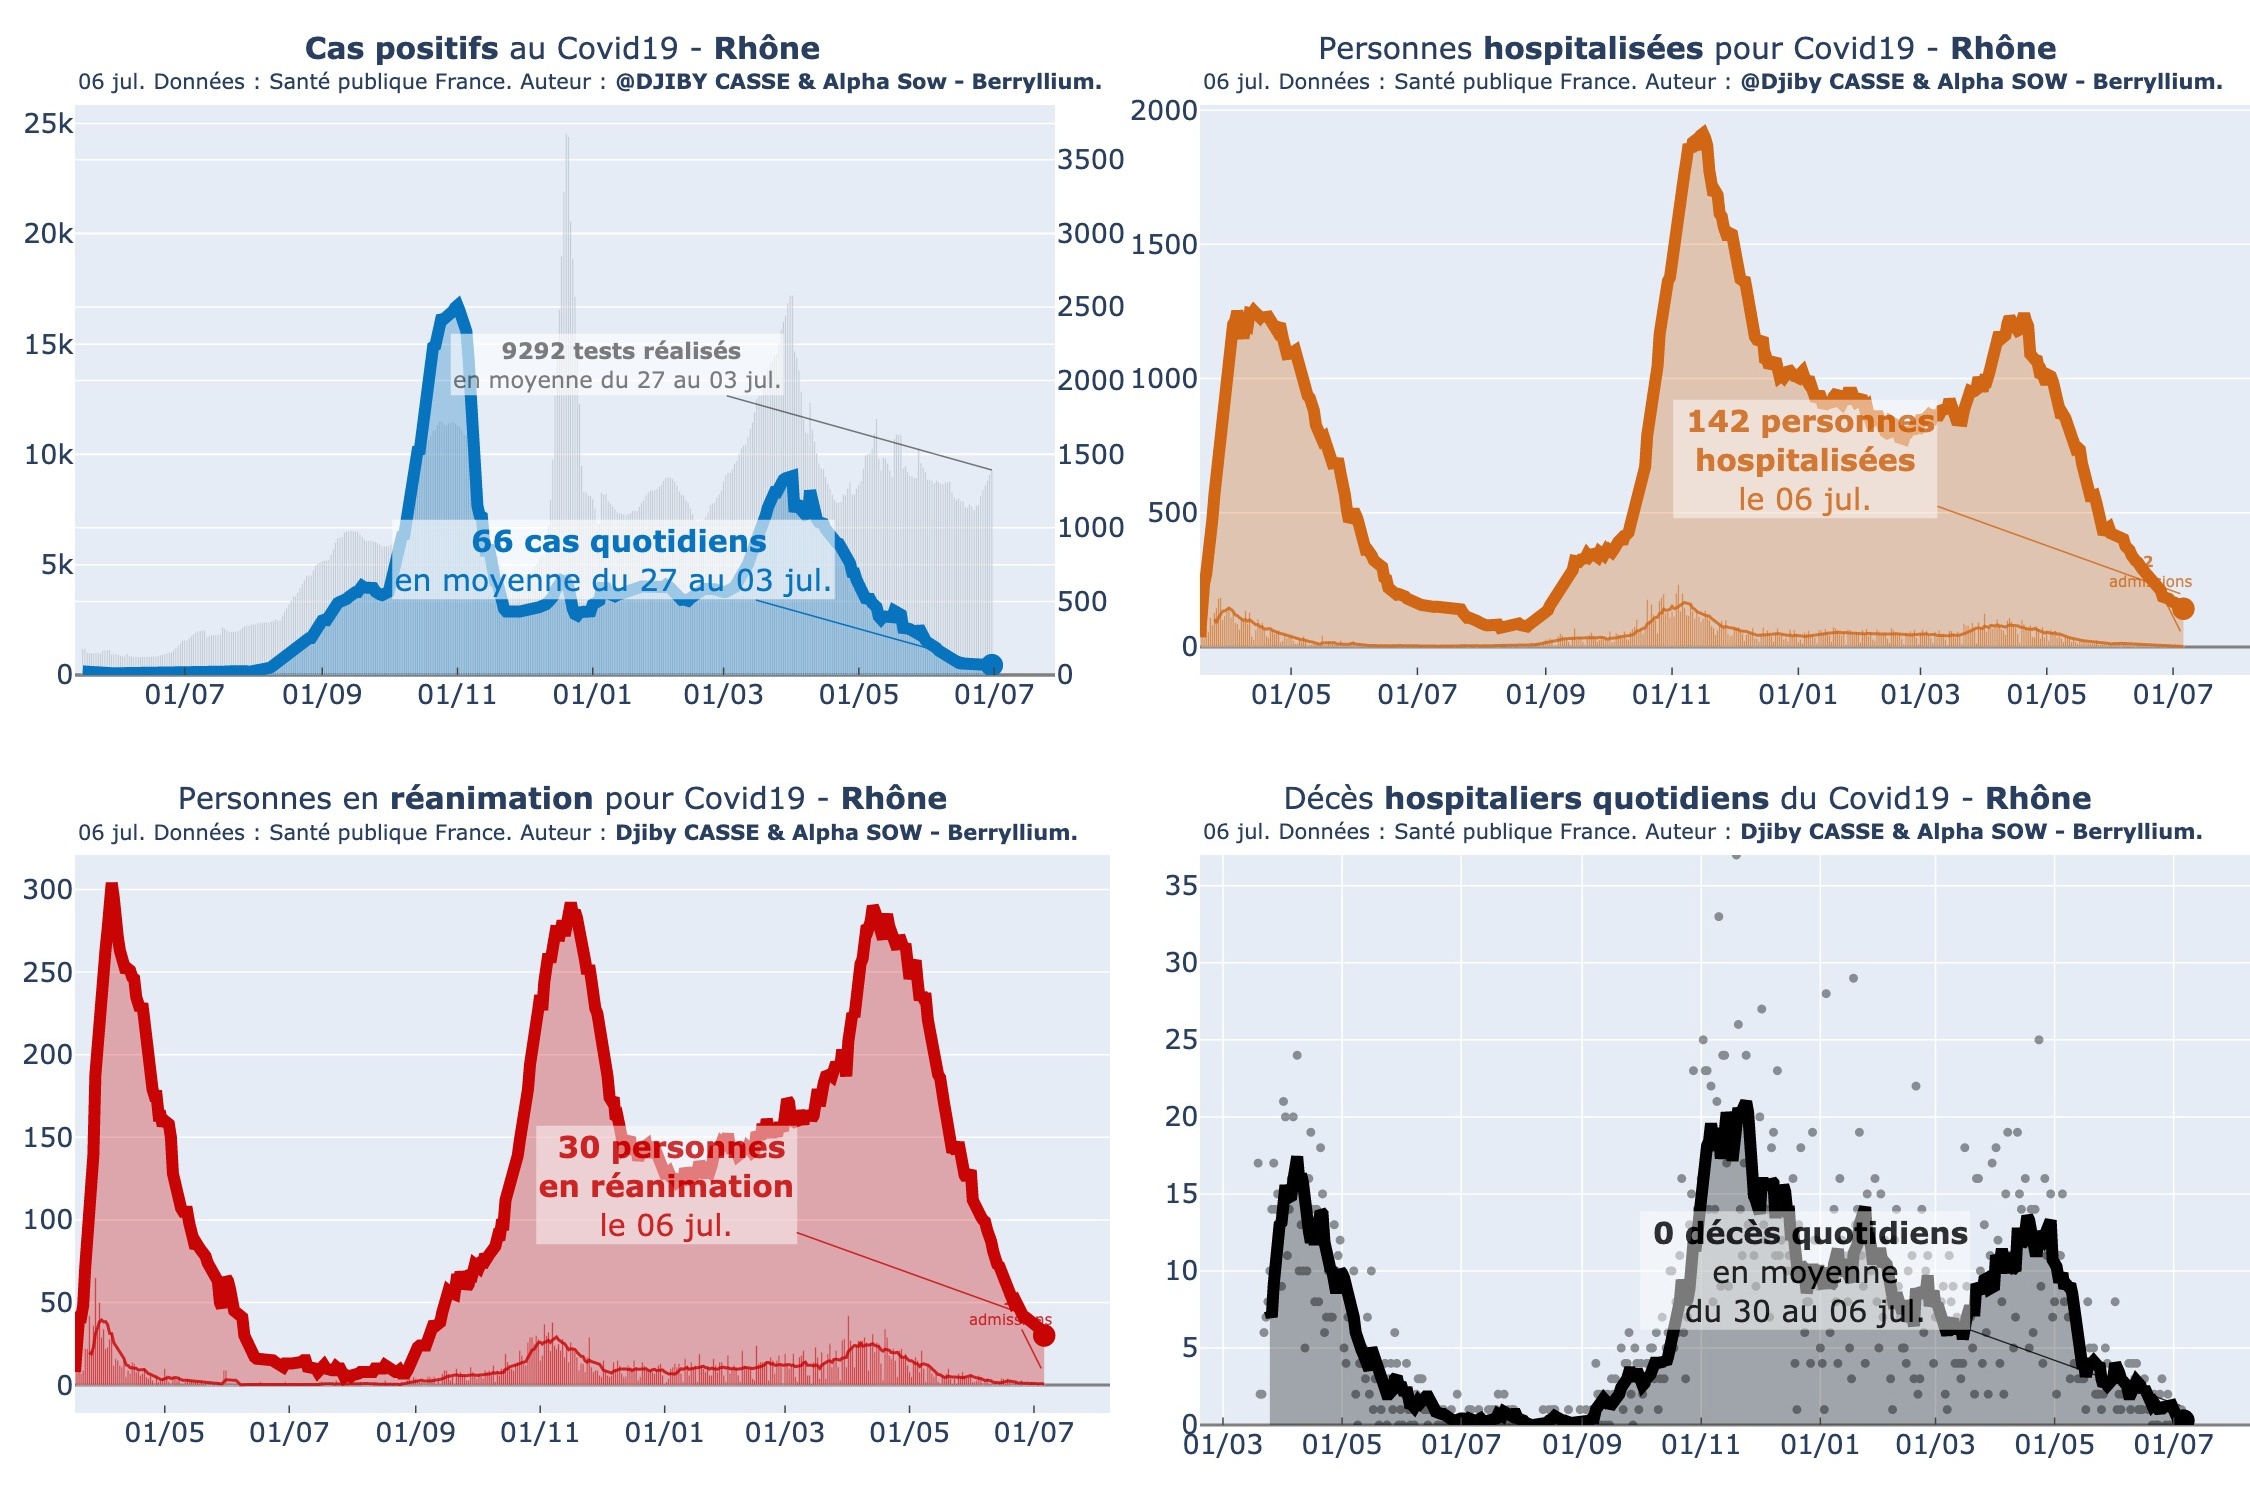 Cas positifs au Covid19 - Rhône
06 jul. Données : Santé publique France. Auteur : @DJIBY CASSE & Alpha Sow - Berryllium.
25k
20k
15k
10k
5k
0
3500
3000
2500
2000
1500
1000
500
0
9292 tests réalisés
en moyenne du 27 au 03 jul.
66 cas quotidiens
en moyenne du 27 au 03 jul.
01/07 01/09 01/11 01/01 01/03 01/05 01/07
Personnes hospitalisées pour Covid19 - Rhône
06 jul. Données : Santé publique France. Auteur : @Djiby CASSE & Alpha SOW - Berryllium.
2000
1500
1000
500
0
142 personnes
hospitalisées
le 06 jul.
2
admissions
01/05 01/07 01/09 01/11 01/01 01/03 01/05 01/07
Personnes en réanimation pour Covid19 - Rhône
06 jul. Données : Santé publique France. Auteur : Djiby CASSE & Alpha SOW - Berryllium.
300
250
200
150
100
50
0
30 personnes
en réanimation
le 06 jul.
admissions
01/05 01/07 01/09 01/11 01/01 01/03 01/05 01/07
Décès hospitaliers quotidiens du Covid19 - Rhône
06 jul. Données : Santé publique France. Auteur : Djiby CASSE & Alpha SOW - Berryllium.
35
30
25
20
15
10
5
0
0 décès quotidiens
en moyenne
du 30 au 06 jul.
01/03 01/05 01/07 01/09 01/11 01/01 01/03 01/05 01/07